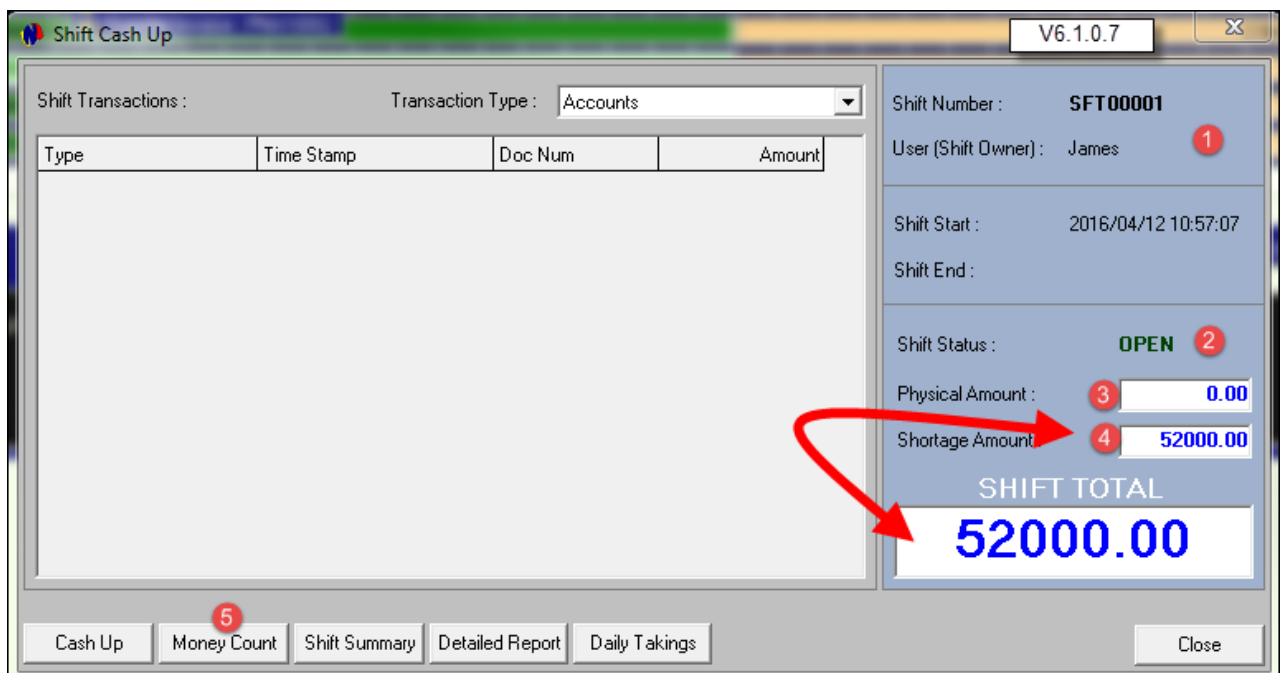 Shift Cash Up
V6.1.0.7
Shift Transactions :
Transaction Type : Accounts
Type Time Stamp Doc Num Amount
Shift Number : SFT00001
User (Shift Owner) : James 1
Shift Start : 2016/04/12 10:57:07
Shift End :
Shift Status : OPEN 2
Physical Amount : 3 0.00
Shortage Amount : 4 52000.00
SHIFT TOTAL
52000.00
5
Cash Up Money Count Shift Summary Detailed Report Daily Takings Close